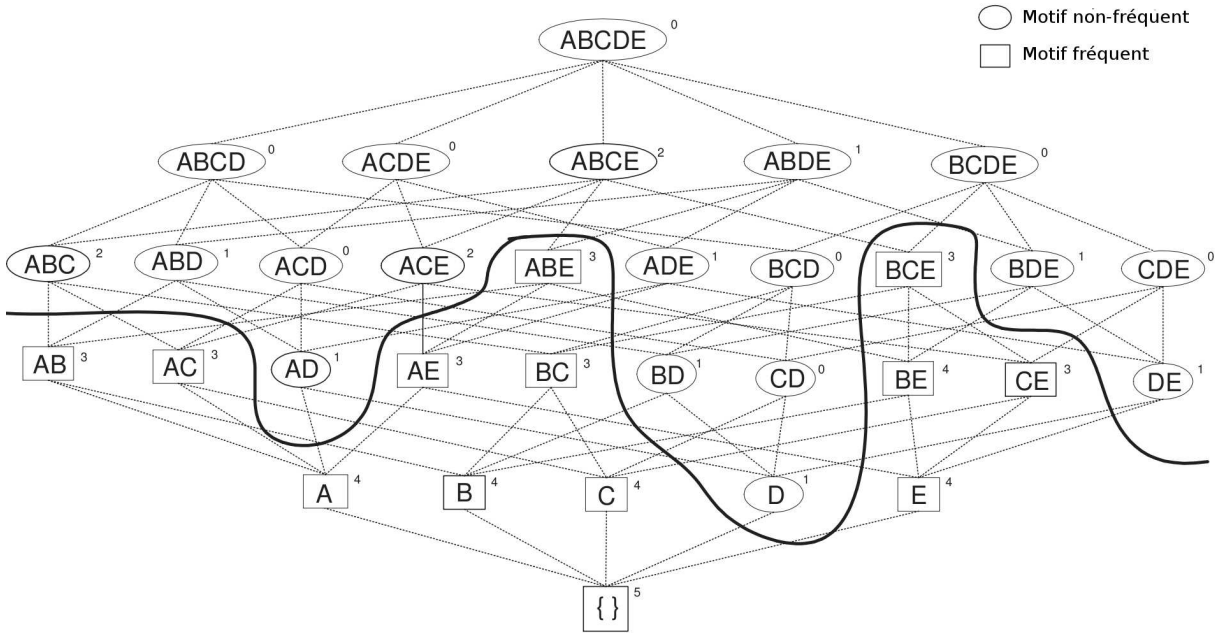 Motif non-fréquent
Motif fréquent
ABCDE 0
ABCD 0 ACDE 0 ABCE 2 ABDE 1 BCDE 0
ABC 2 ABD 1 ACD 0 ACE 2 ABE 3 ADE 1 BCD 0 BCE 3 BDE 1 CDE 0
AB 3 AC 3 AD 1 AE 3 BC 3 BD 1 CD 0 BE 4 CE 3 DE 1
A 4 B 4 C 4 D 1 E 4
{ } 5